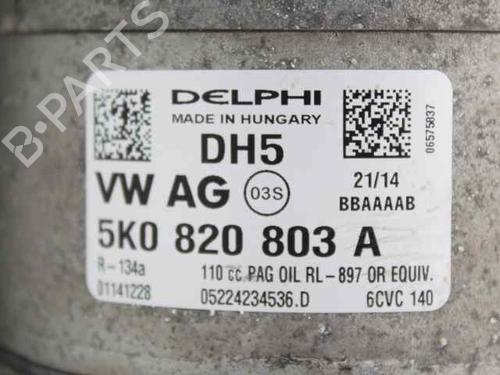 B-PARTS
DELPHI
MADE IN HUNGARY
DH5
VW AG 03S
21/14
BBAAAAB
5K0 820 803 A
R-134a 110 cc PAG OIL RL-897 OR EQUIV.
01141228 05224234536.D 6CVC 140
06575837